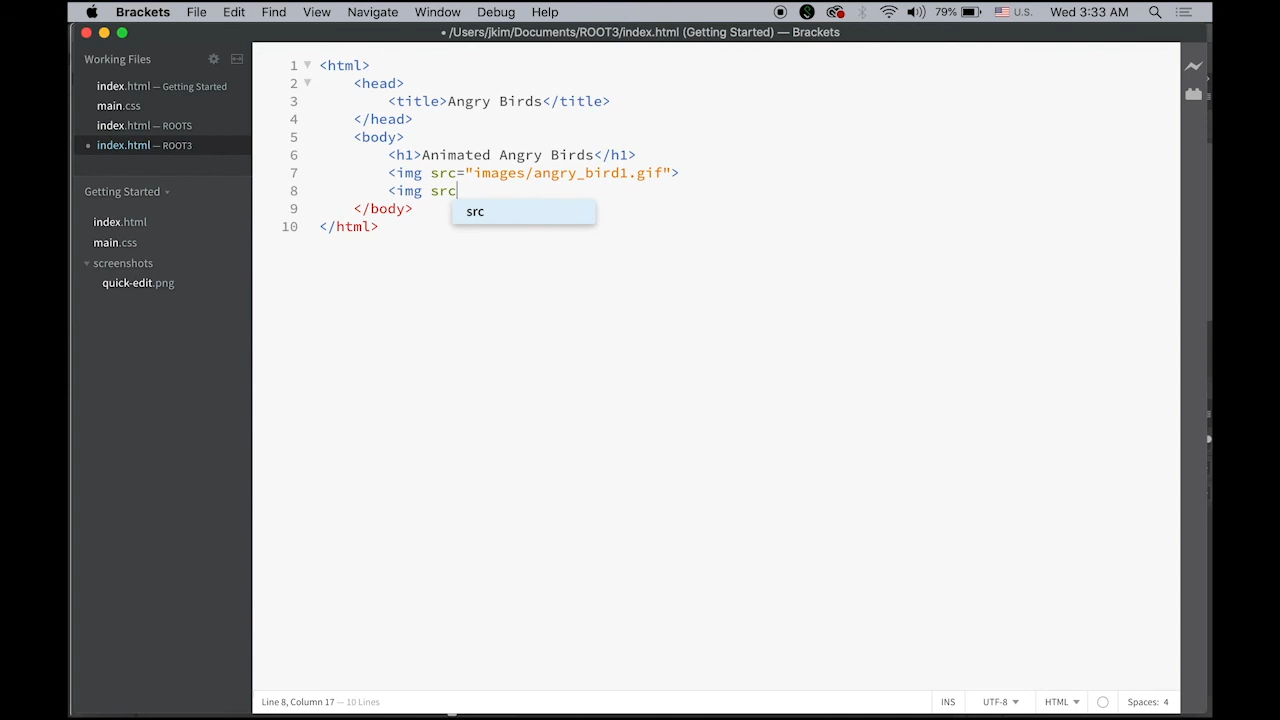 Brackets File Edit Find View Navigate Window Debug Help 79% U.S. Wed 3:33 AM
• /Users/jkim/Documents/ROOT3/index.html (Getting Started) — Brackets
Working Files
index.html — Getting Started
main.css
index.html — ROOTS
• index.html — ROOT3
Getting Started
index.html
main.css
screenshots
quick-edit.png
1 <html>
2 <head>
3 <title>Angry Birds</title>
4 </head>
5 <body>
6 <h1>Animated Angry Birds</h1>
7 <img src="images/angry_bird1.gif">
8 <img src
src
9 </body>
10 </html>
Line 8, Column 17 — 10 Lines INS UTF-8 HTML Spaces: 4